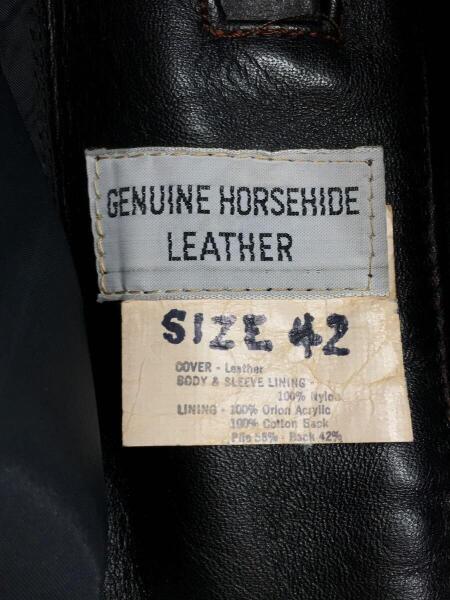 GENUINE HORSEHIDE
LEATHER
SIZE 42
COVER - Leather
BODY & SLEEVE LINING -
100% Nylon
LINING - 100% Orlon Acrylic
100% Cotton Back
Pile 58% - Back 42%